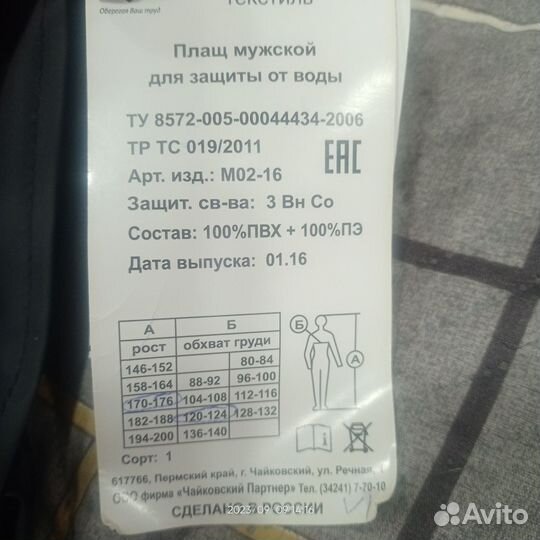 Оберегая Ваш труд
ТЕКСТИЛЬ
Плащ мужской
для защиты от воды
ТУ 8572-005-00044434-2006
ТР ТС 019/2011
ЕАС
Арт. изд.: М02-16
Защит. св-ва: 3 Вн Со
Состав: 100%ПВХ + 100%ПЭ
Дата выпуска: 01.16
А Б
рост обхват груди
146-152 80-84
158-164 88-92 96-100
170-176 104-108 112-116
182-188 120-124 128-132
194-200 136-140
Б
А
i
Сорт: 1
617766, Пермский край, г. Чайковский, ул. Речная, 1
ООО фирма «Чайковский Партнер» Тел. (34241) 7-70-10
СДЕЛАНО В РОССИИ
2023/09/09 14:16
Avito